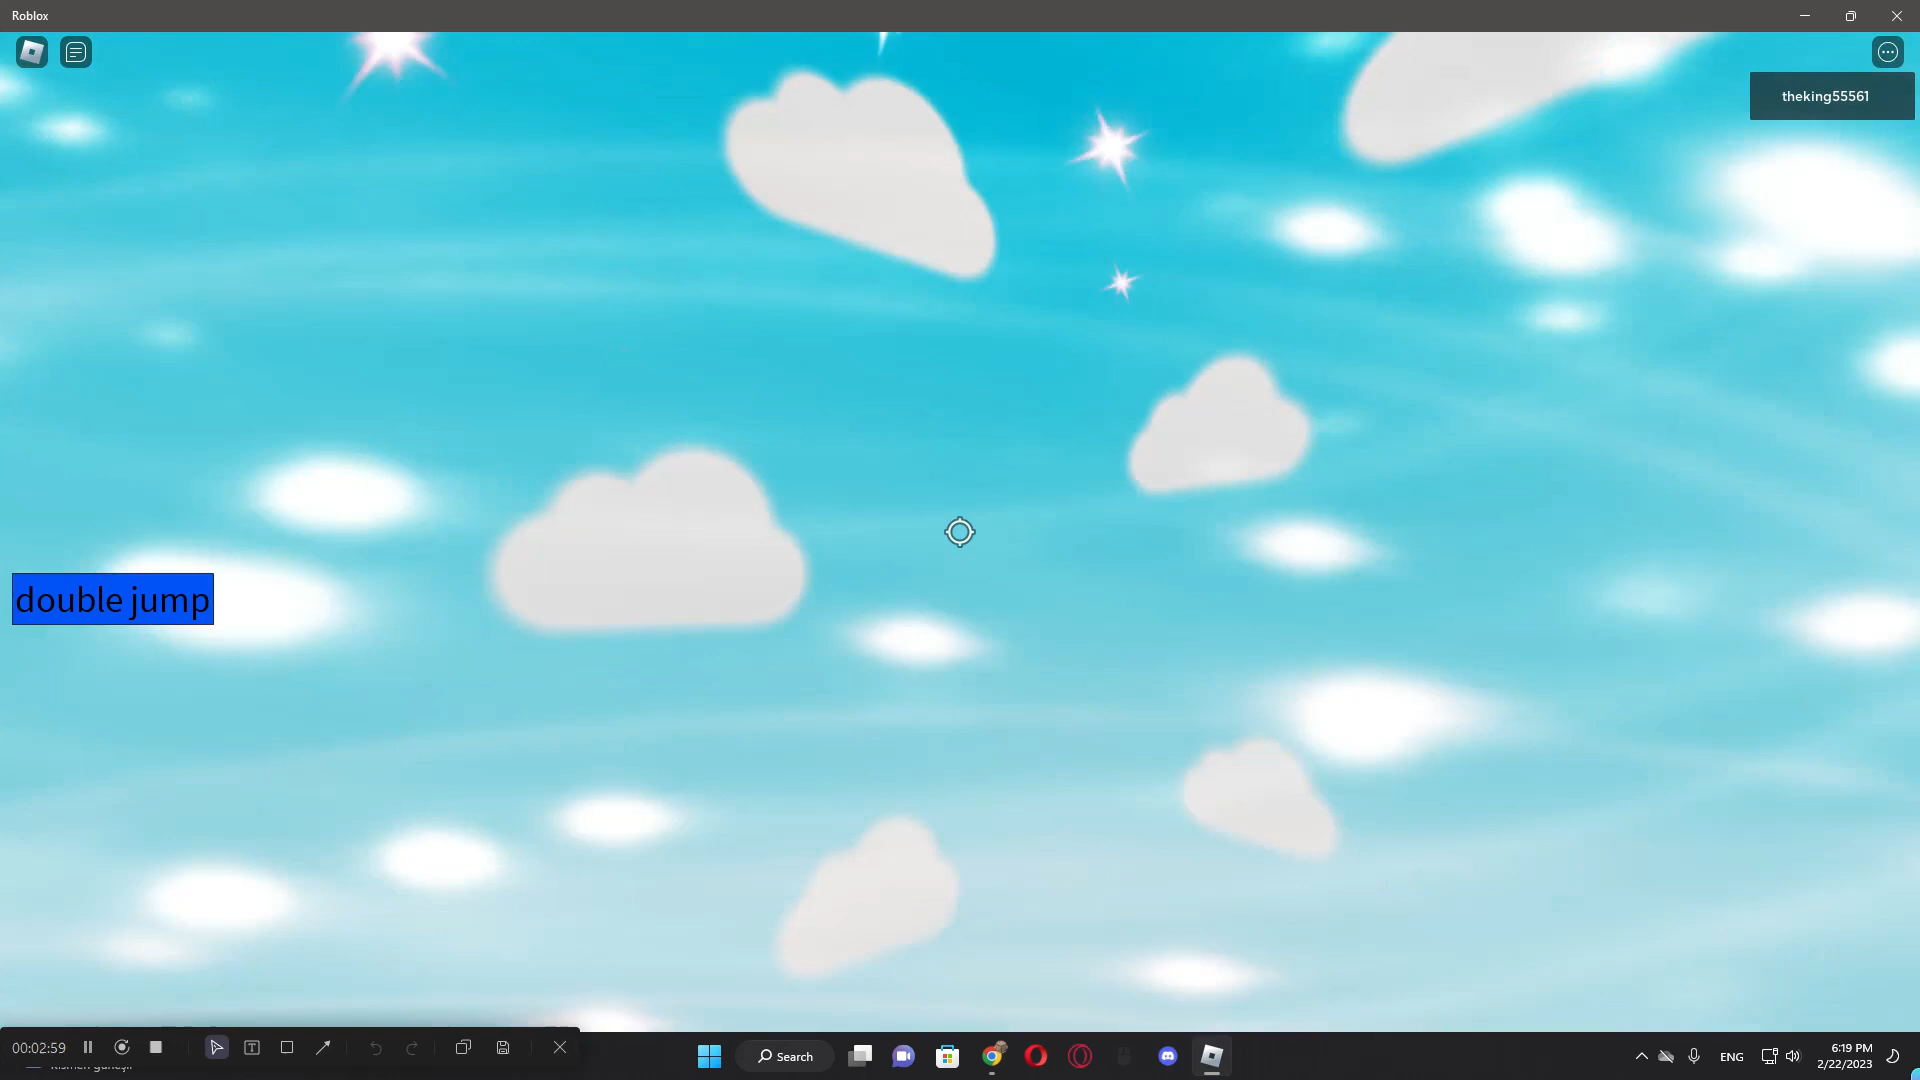 Roblox
theking55561
double jump
00:02:59
Search
ENG
6:19 PM
2/22/2023